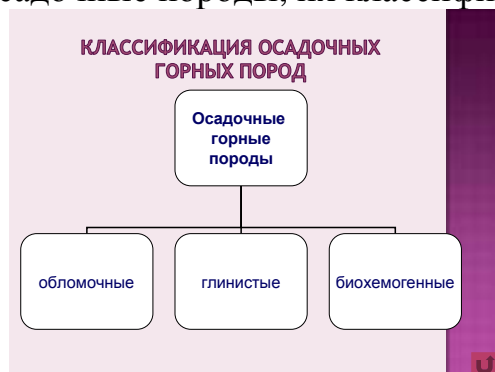 КЛАССИФИКАЦИЯ ОСАДОЧНЫХ
ГОРНЫХ ПОРОД
Осадочные
горные
породы
обломочные
глинистые
биохемогенные